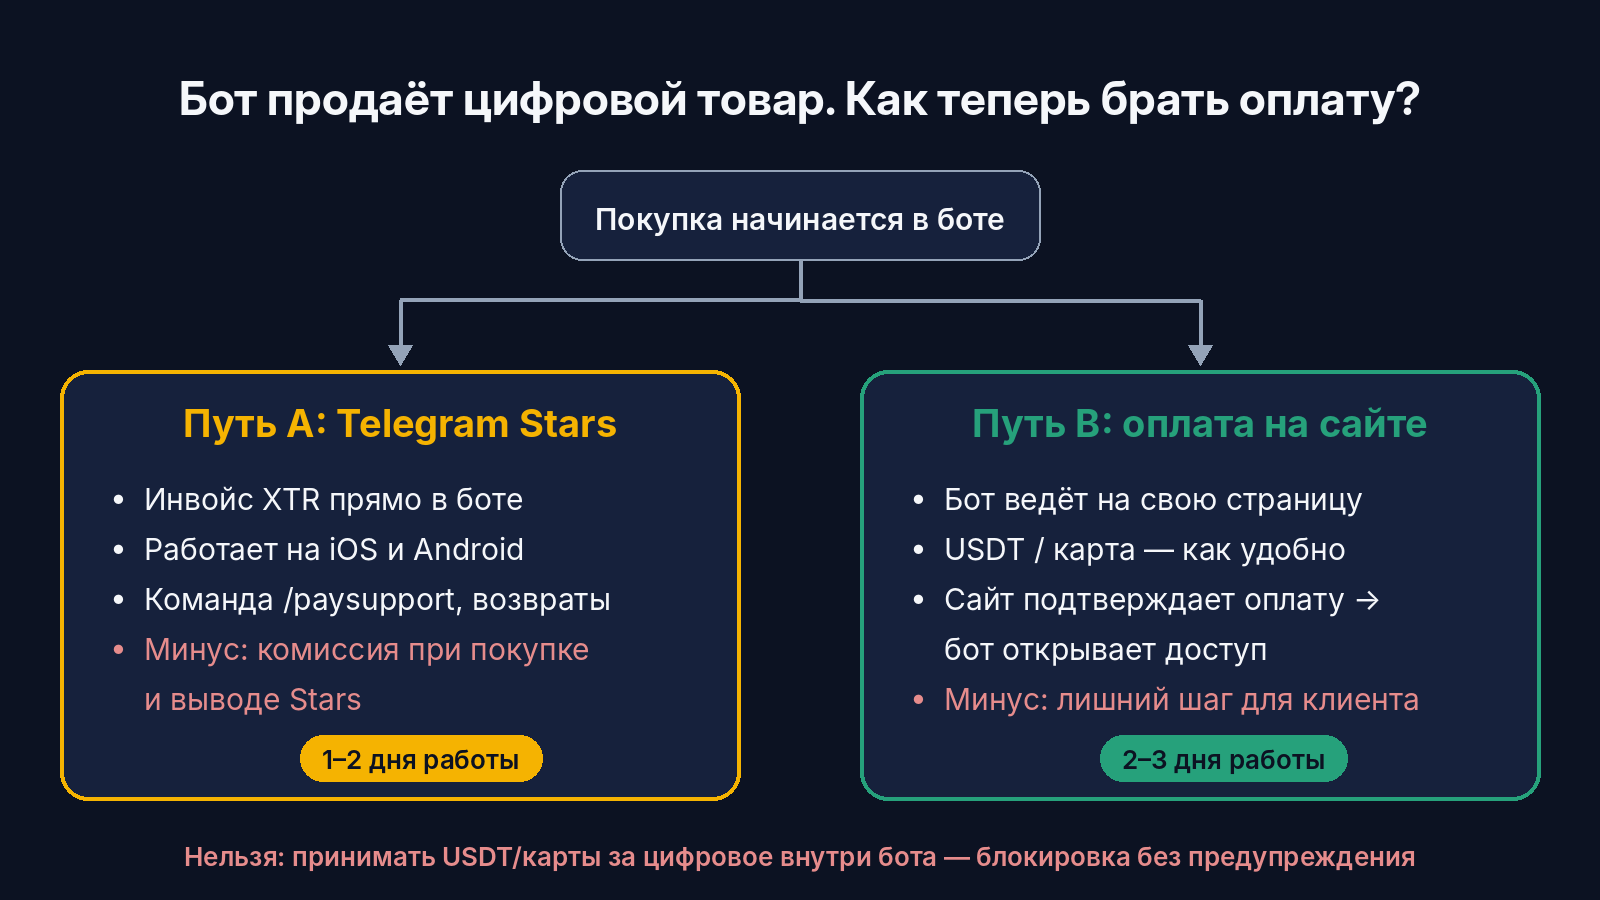 Бот продаёт цифровой товар. Как теперь брать оплату?
Покупка начинается в боте
Путь A: Telegram Stars
• Инвойс XTR прямо в боте
• Работает на iOS и Android
• Команда /paysupport, возвраты
• Минус: комиссия при покупке
и выводе Stars
1–2 дня работы
Путь B: оплата на сайте
• Бот ведёт на свою страницу
• USDT / карта — как удобно
• Сайт подтверждает оплату →
бот открывает доступ
• Минус: лишний шаг для клиента
2–3 дня работы
Нельзя: принимать USDT/карты за цифровое внутри бота — блокировка без предупреждения